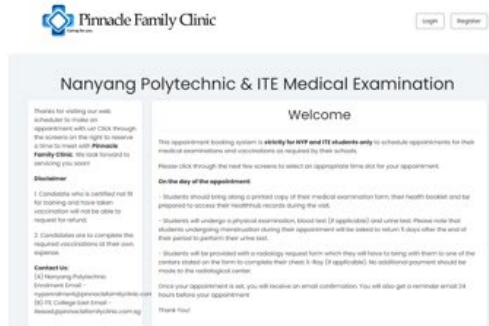 Pinnacle Family Clinic
Caring for you
Login
Register
Nanyang Polytechnic & ITE Medical Examination
Thanks for visiting our web
scheduler to make an
appointment with us! Click through
the screens on the right to reserve
a time to meet with Pinnacle
Family Clinic. We look forward to
servicing you soon!
Disclaimer
1. Candidate who is certified not fit
for training and have taken
vaccination will not be able to
request for refund.
2. Candidates are to complete the
required vaccinations at their own
expense.
Contact Us:
(A) Nanyang Polytechnic
Enrolment Email -
(B) ITE College East Email -
Welcome
This appointment booking system is strictly for NYP and ITE students only to schedule appointments for their
medical examinations and vaccinations as required by their schools.
Please click through the next few screens to select an appropriate time slot for your appointment.
On the day of the appointment:
- Students should bring along a printed copy of their medical examination form, their health booklet and be
prepared to access their HealthHub records during the visit.
- Students will undergo a physical examination, blood test (if applicable) and urine test. Please note that
students undergoing menstruation during their appointment will be asked to return 5 days after the end of
their period to perform their urine test.
- Students will be provided with a radiology request form which they will have to bring with them to one of the
centers stated on the form to complete their chest X-Ray (if applicable). No additional payment should be
made to the radiological center.
Once your appointment is set, you will receive an email confirmation. You will also get a reminder email 24
hours before your appointment
Thank You!